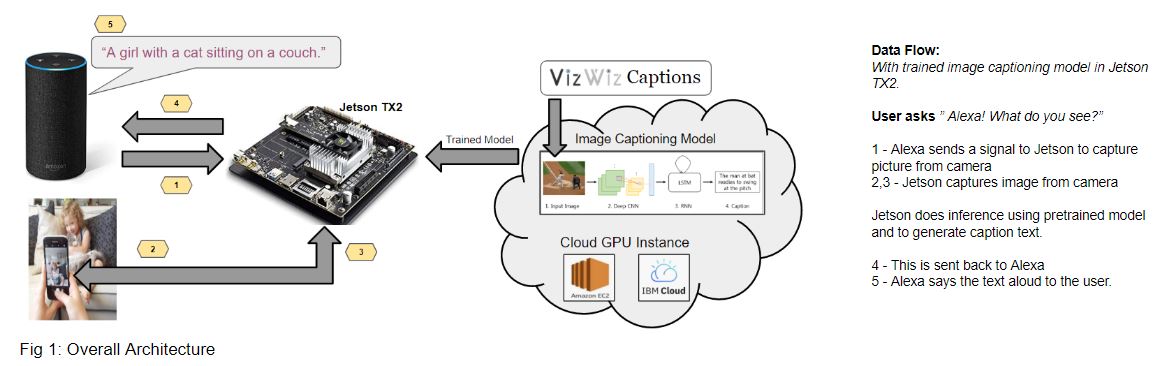 5
“A girl with a cat sitting on a couch.”
4
Jetson TX2
amazon
1
2
3
Trained Model
VizWiz Captions
Image Captioning Model
LSTM
The man at bat
readies to swing
at the pitch.
1. Input Image
2. Deep CNN
3. RNN
4. Caption
Cloud GPU Instance
Amazon EC2
IBM Cloud
Data Flow:
With trained image captioning model in Jetson
TX2.
User asks ” Alexa! What do you see?”
1 - Alexa sends a signal to Jetson to capture
picture from camera
2,3 - Jetson captures image from camera
Jetson does inference using pretrained model
and to generate caption text.
4 - This is sent back to Alexa
5 - Alexa says the text aloud to the user.
Fig 1: Overall Architecture